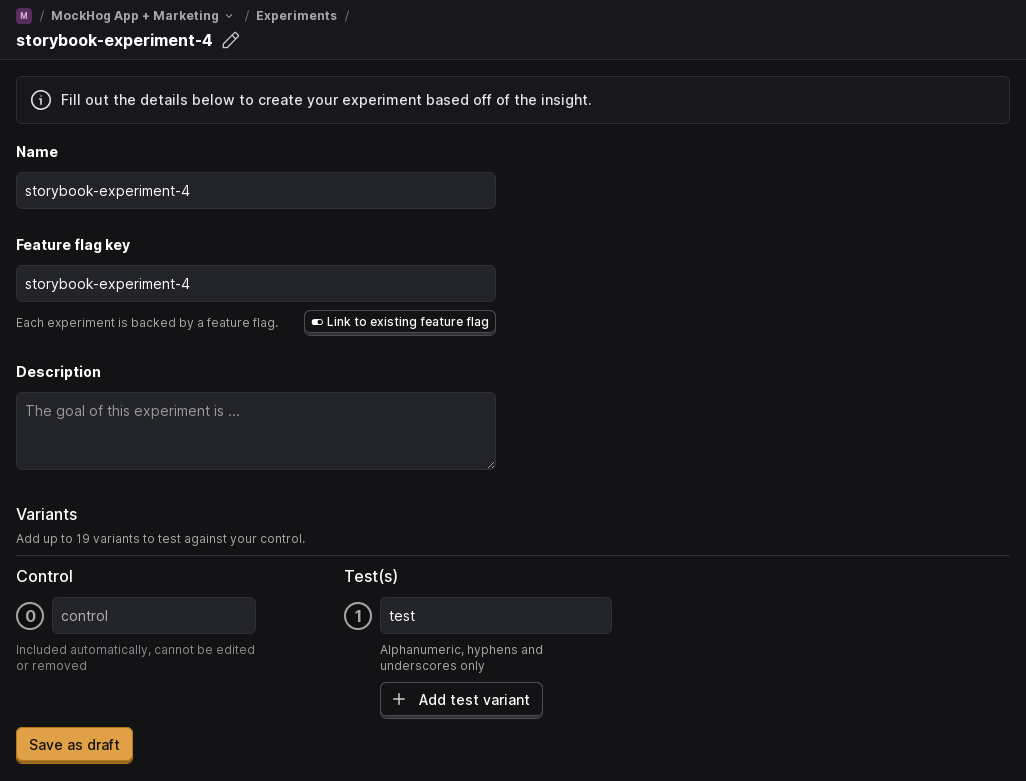 M / MockHog App + Marketing / Experiments /
storybook-experiment-4
Fill out the details below to create your experiment based off of the insight.
Name
storybook-experiment-4
Feature flag key
storybook-experiment-4
Each experiment is backed by a feature flag. Link to existing feature flag
Description
The goal of this experiment is ...
Variants
Add up to 19 variants to test against your control.
Control Test(s)
0 control 1 test
Included automatically, cannot be edited Alphanumeric, hyphens and
or removed underscores only
Add test variant
Save as draft